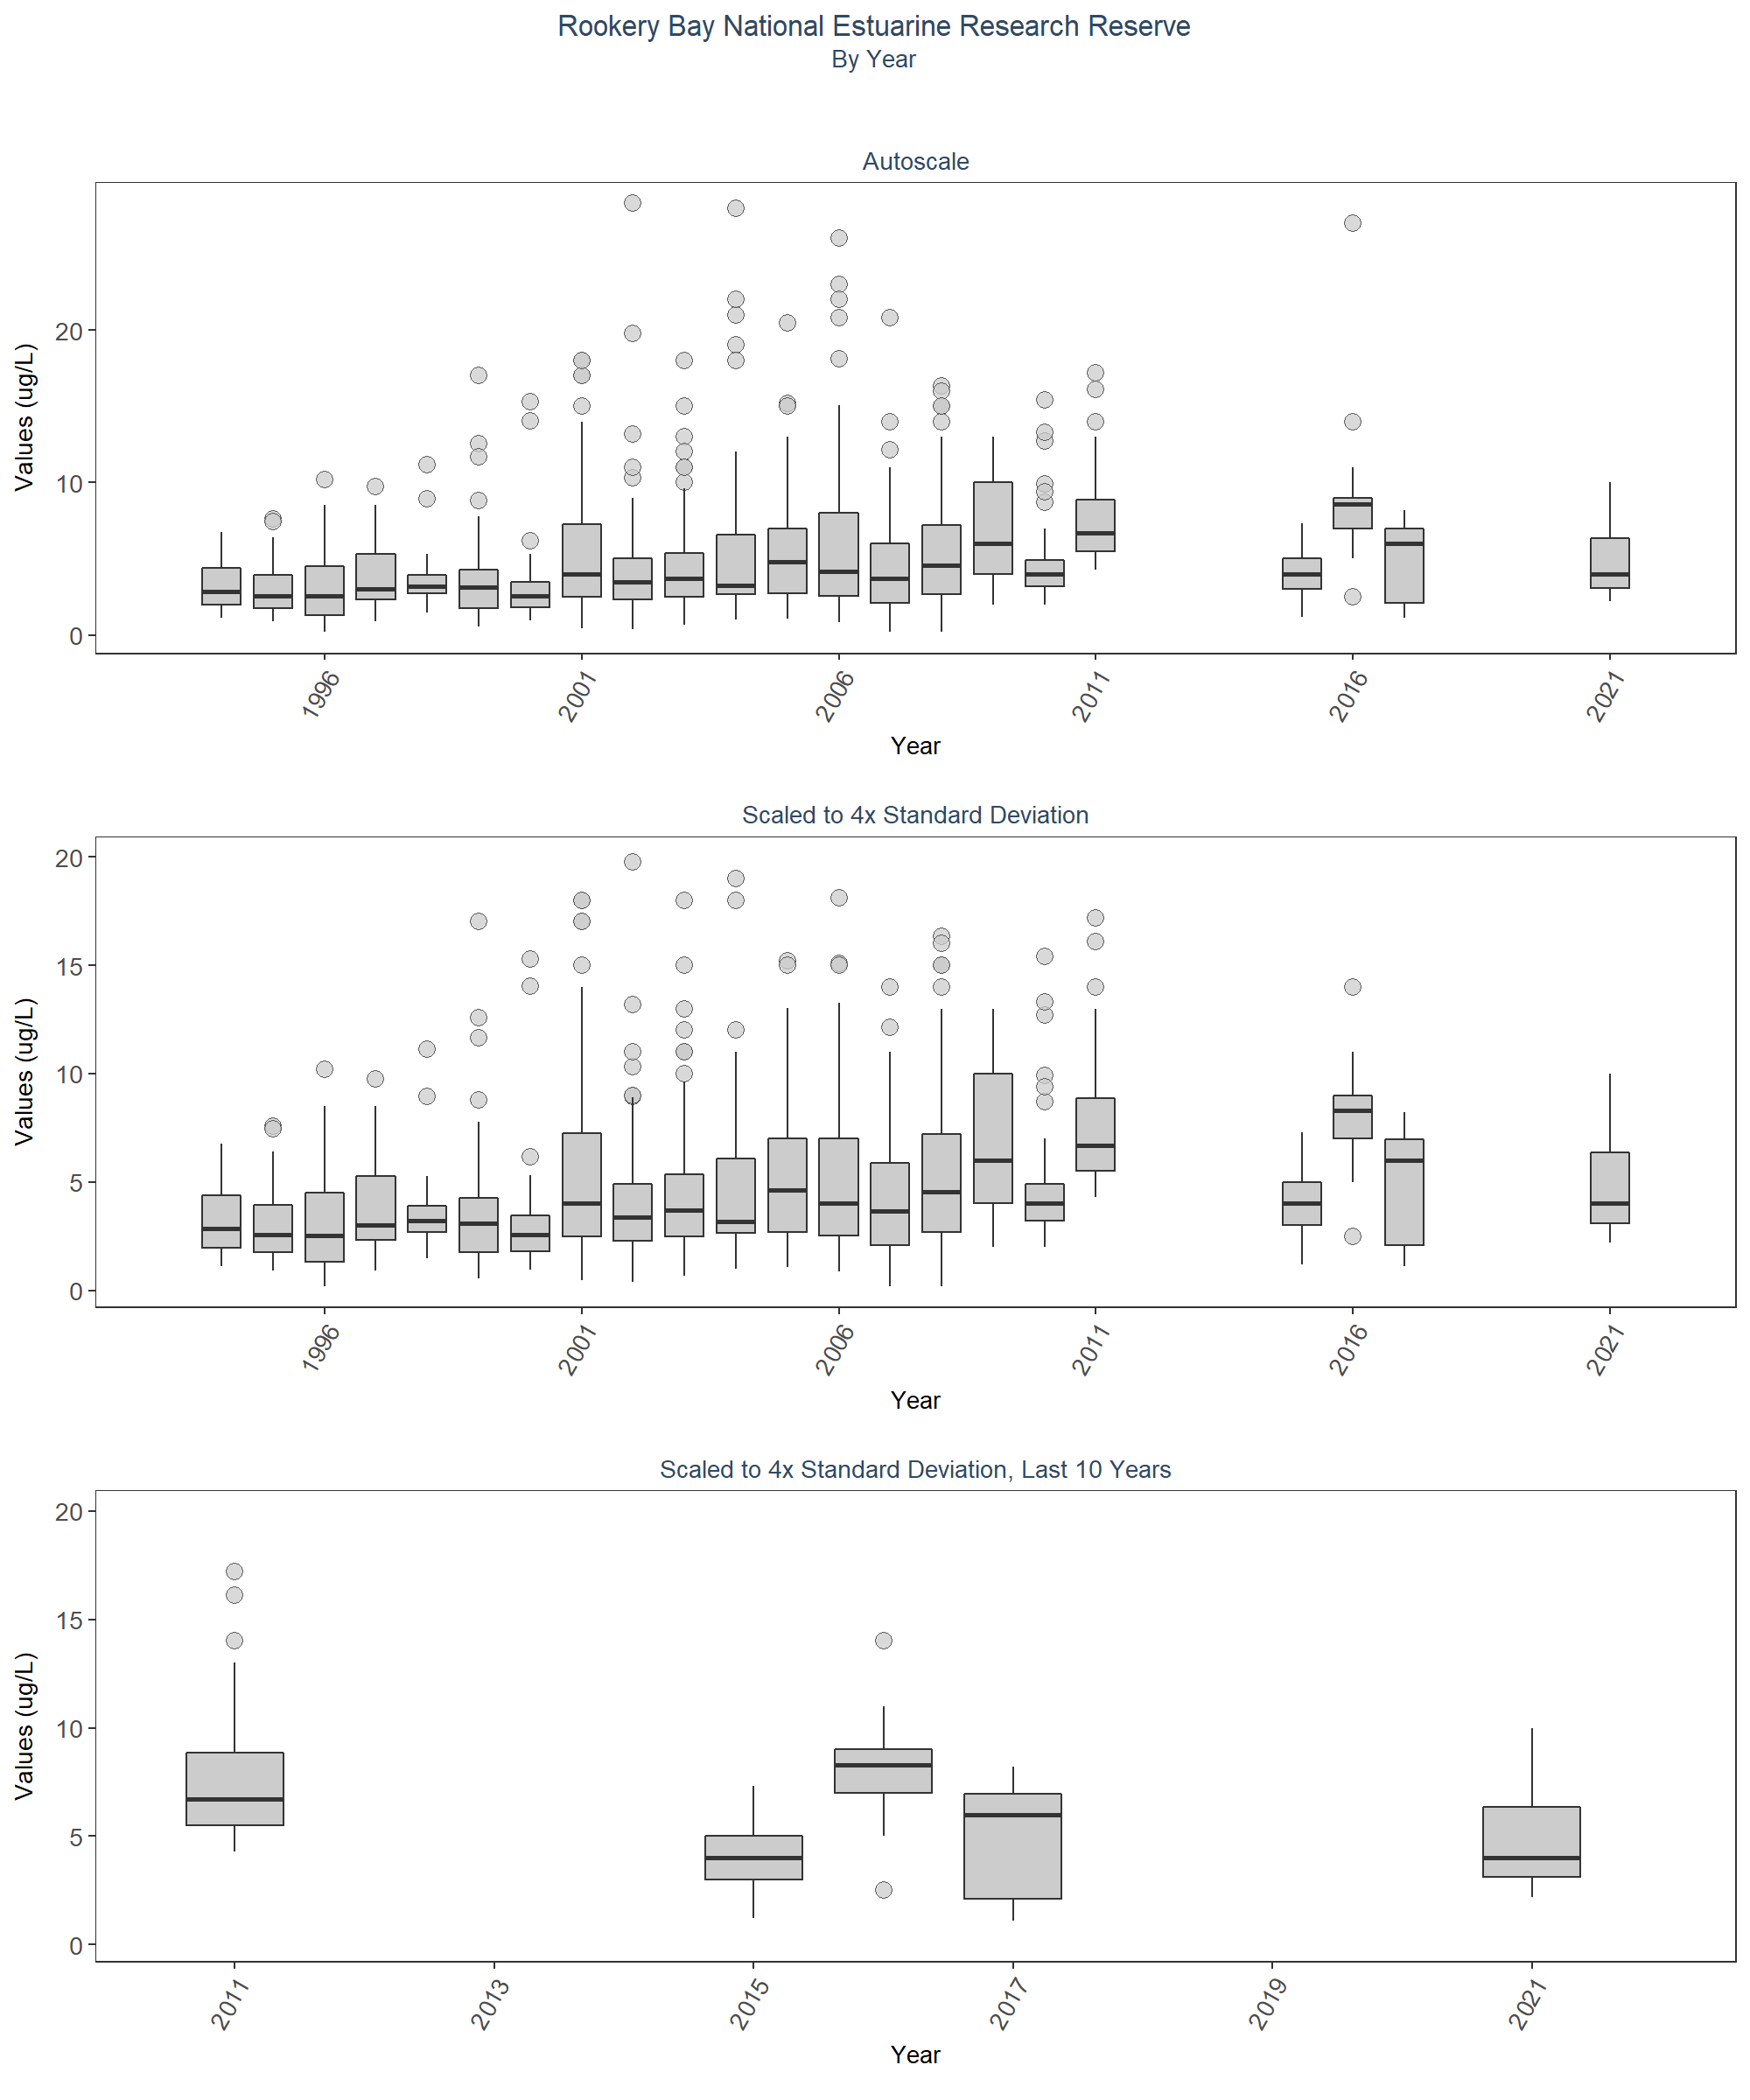 Rookery Bay National Estuarine Research Reserve
By Year
Autoscale
Values (ug/L)
20
10
0
1996
2001
2006
2011
2016
2021
Year
Scaled to 4x Standard Deviation
Values (ug/L)
20
15
10
5
0
1996
2001
2006
2011
2016
2021
Year
Scaled to 4x Standard Deviation, Last 10 Years
Values (ug/L)
20
15
10
5
0
2011
2013
2015
2017
2019
2021
Year